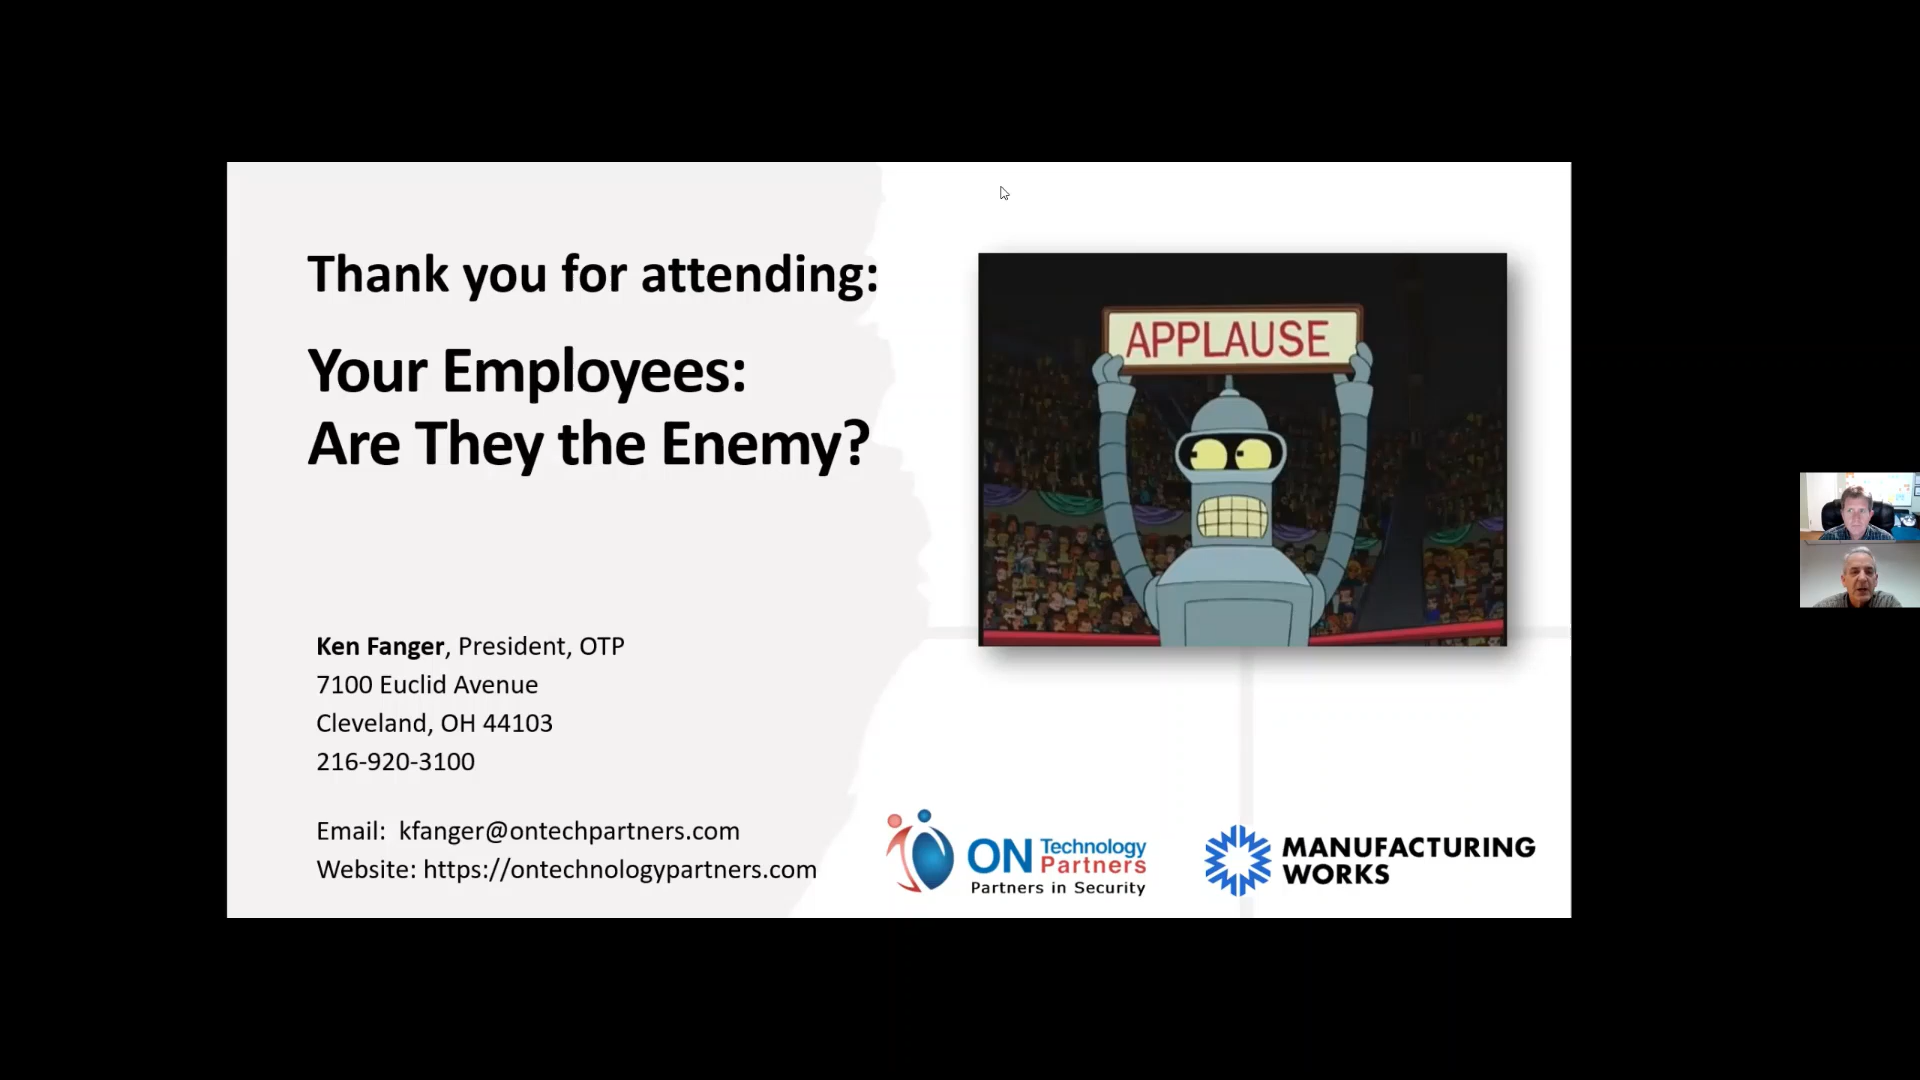 Thank you for attending:
Your Employees:
Are They the Enemy?
APPLAUSE
Ken Fanger, President, OTP
7100 Euclid Avenue
Cleveland, OH 44103
216-920-3100
Email:  kfanger@ontechpartners.com
Website: https://ontechnologypartners.com
ON Technology
Partners
Partners in Security
MANUFACTURING
WORKS